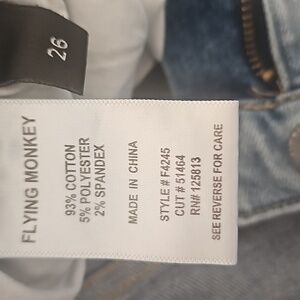 26
FLYING MONKEY
93% COTTON
5% POLYESTER
2% SPANDEX
MADE IN CHINA
STYLE # F4245
CUT # 51464
RN# 125813
SEE REVERSE FOR CARE